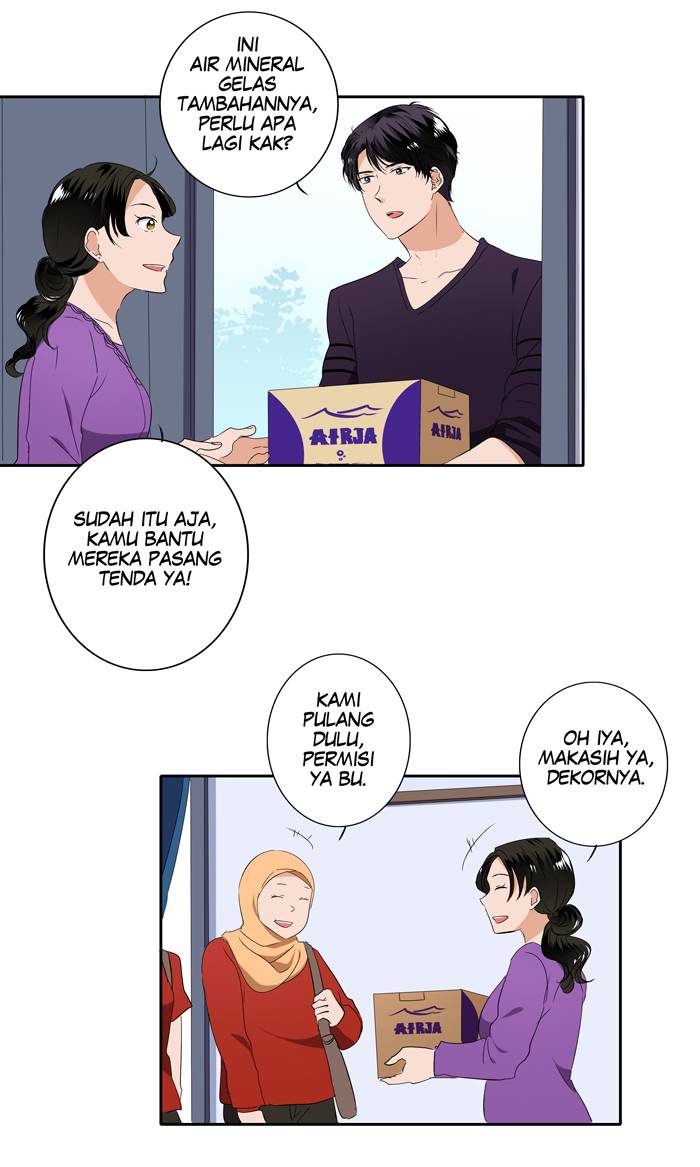 INI
AIR MINERAL
GELAS
TAMBAHANNYA,
PERLU APA
LAGI KAK?
AIRJA
AIRJA
SUDAH ITU AJA,
KAMU BANTU
MEREKA PASANG
TENDA YA!
KAMI
PULANG
DULU,
PERMISI
YA BU.
OH IYA,
MAKASIH YA,
DEKORNYA.
AIRJA